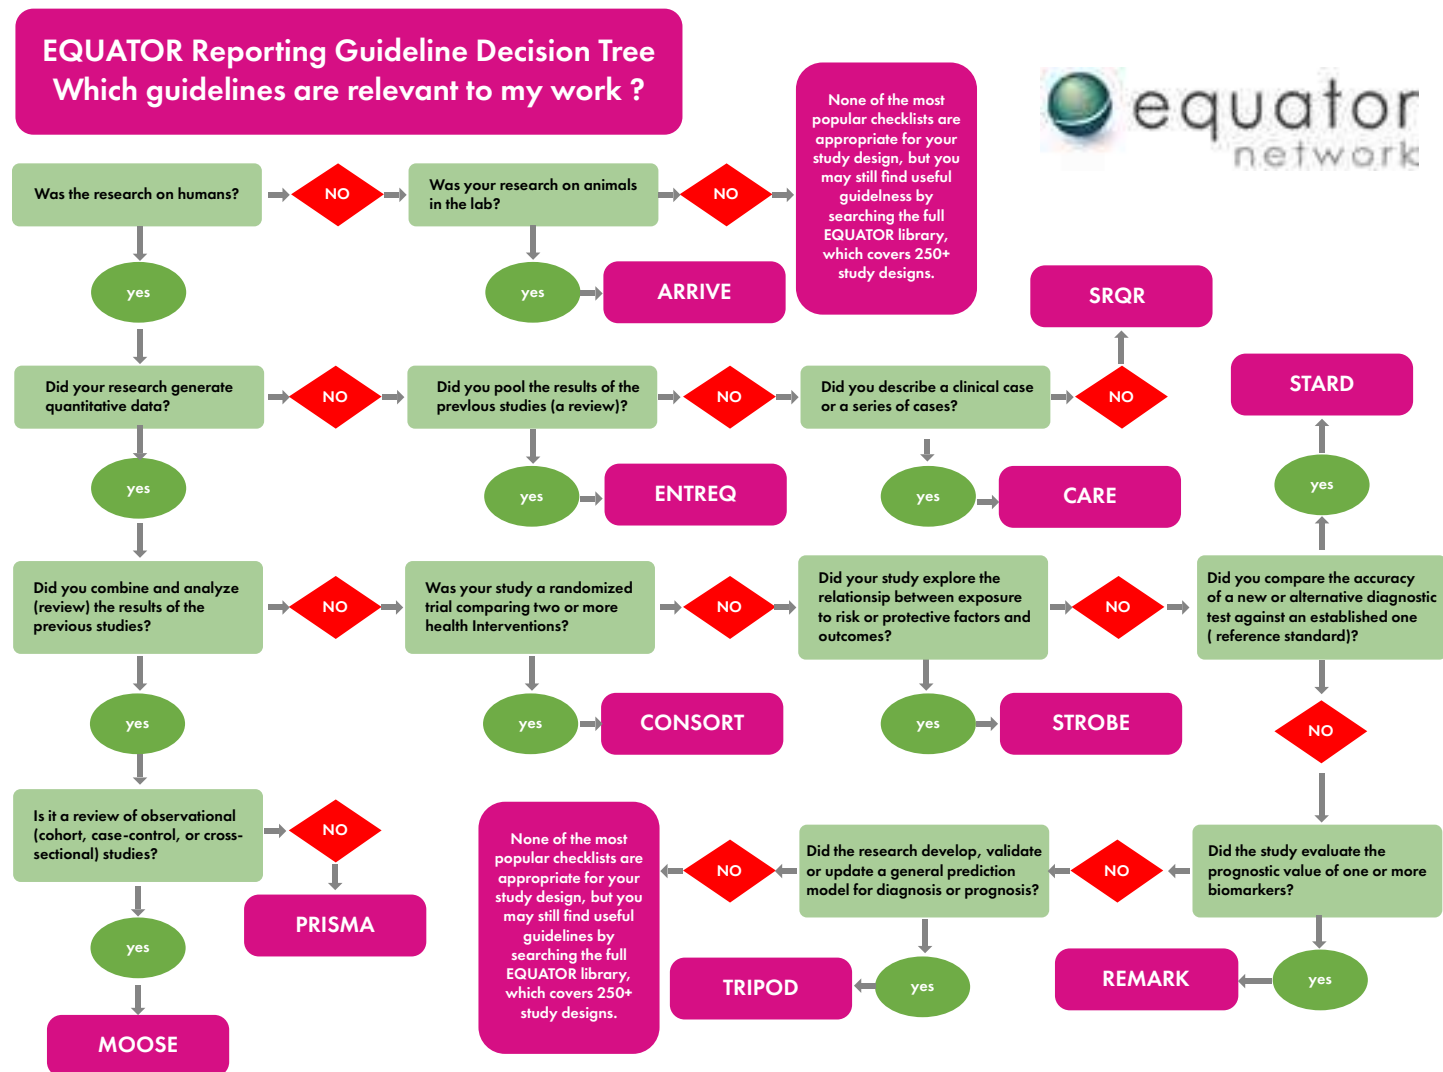 EQUATOR Reporting Guideline Decision Tree
Which guidelines are relevant to my work ?
equator
network
None of the most
popular checklists are
appropriate for your
study design, but you
may still find useful
guidelness by
searching the full
EQUATOR library,
which covers 250+
study designs.
Was the research on humans?
NO
Was your research on animals
in the lab?
NO
yes
yes
ARRIVE
SRQR
Did your research generate
quantitative data?
NO
Did you pool the results of the
prevlous studies (a review)?
NO
Did you describe a clinical case
or a series of cases?
NO
STARD
yes
yes
ENTREQ
yes
CARE
yes
Did you combine and analyze
(review) the results of the
previous studies?
NO
Was your study a randomized
trial comparing two or more
health Interventions?
NO
Did your study explore the
relationsip between exposure
to risk or protective factors and
outcomes?
NO
Did you compare the accuracy
of a new or alternative diagnostic
test against an established one
( reference standard)?
yes
yes
CONSORT
yes
STROBE
NO
Is it a review of observational
(cohort, case-control, or cross-
sectional) studies?
NO
PRISMA
None of the most
popular checklists are
appropriate for your
study design, but you
may still find useful
guidelines by
searching the full
EQUATOR library,
which covers 250+
study designs.
NO
Did the research develop, validate
or update a general prediction
model for diagnosis or prognosis?
NO
Did the study evaluate the
prognostic value of one or more
biomarkers?
yes
TRIPOD
yes
REMARK
yes
MOOSE